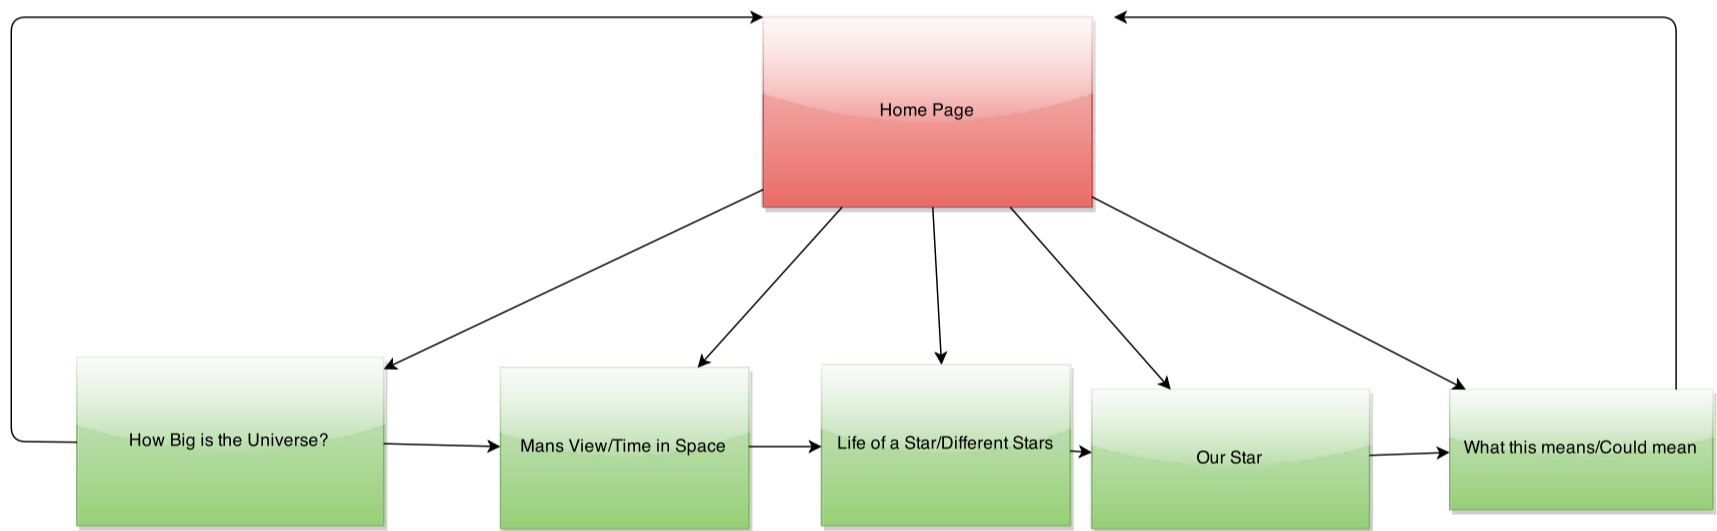 Home Page
How Big is the Universe?
Mans View/Time in Space
Life of a Star/Different Stars
Our Star
What this means/Could mean